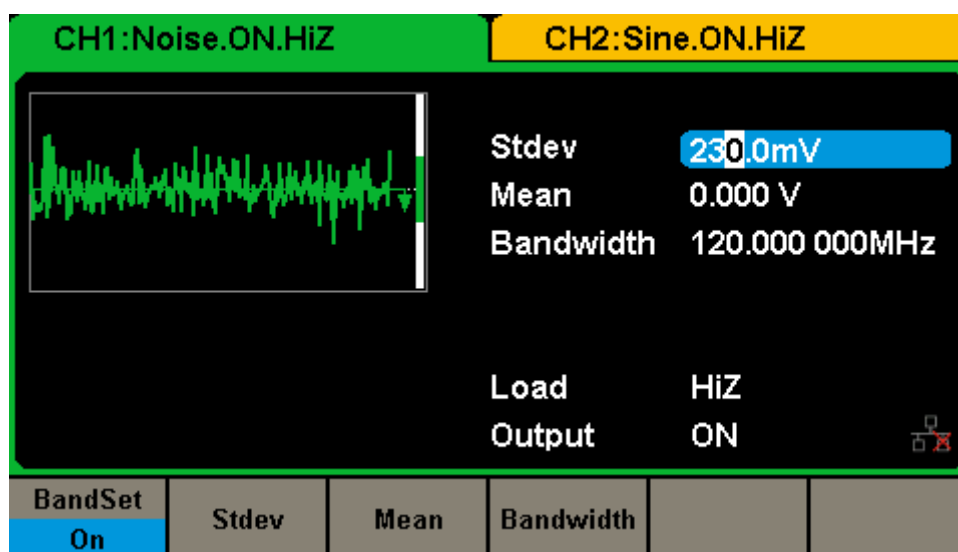 CH1:Noise.ON.HiZ
CH2:Sine.ON.HiZ
Stdev 230.0mV
Mean 0.000 V
Bandwidth 120.000 000MHz
Load HiZ
Output ON
BandSet
On
Stdev
Mean
Bandwidth